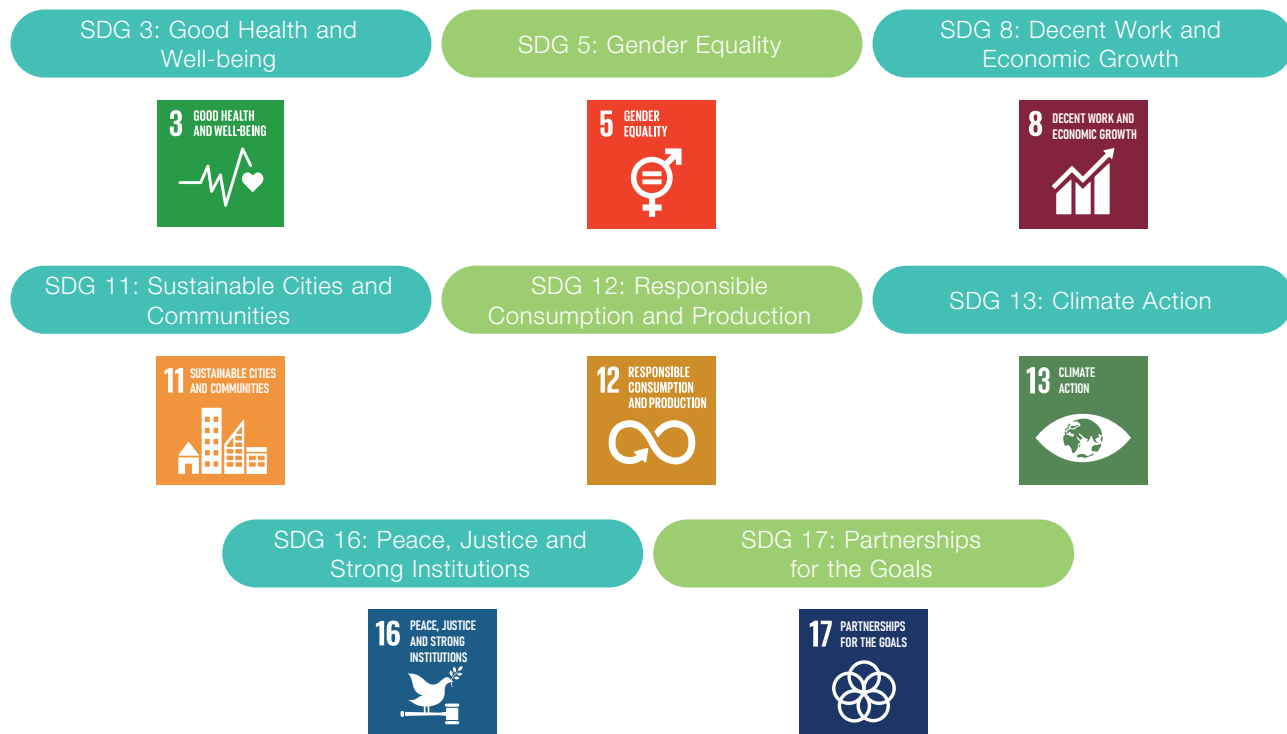 SDG 3: Good Health and
Well-being
SDG 5: Gender Equality
SDG 8: Decent Work and
Economic Growth
3 GOOD HEALTH
AND WELL-BEING
5 GENDER
EQUALITY
8 DECENT WORK AND
ECONOMIC GROWTH
SDG 11: Sustainable Cities and
Communities
SDG 12: Responsible
Consumption and Production
SDG 13: Climate Action
11 SUSTAINABLE CITIES
AND COMMUNITIES
12 RESPONSIBLE
CONSUMPTION
AND PRODUCTION
13 CLIMATE
ACTION
SDG 16: Peace, Justice and
Strong Institutions
SDG 17: Partnerships
for the Goals
16 PEACE, JUSTICE
AND STRONG
INSTITUTIONS
17 PARTNERSHIPS
FOR THE GOALS